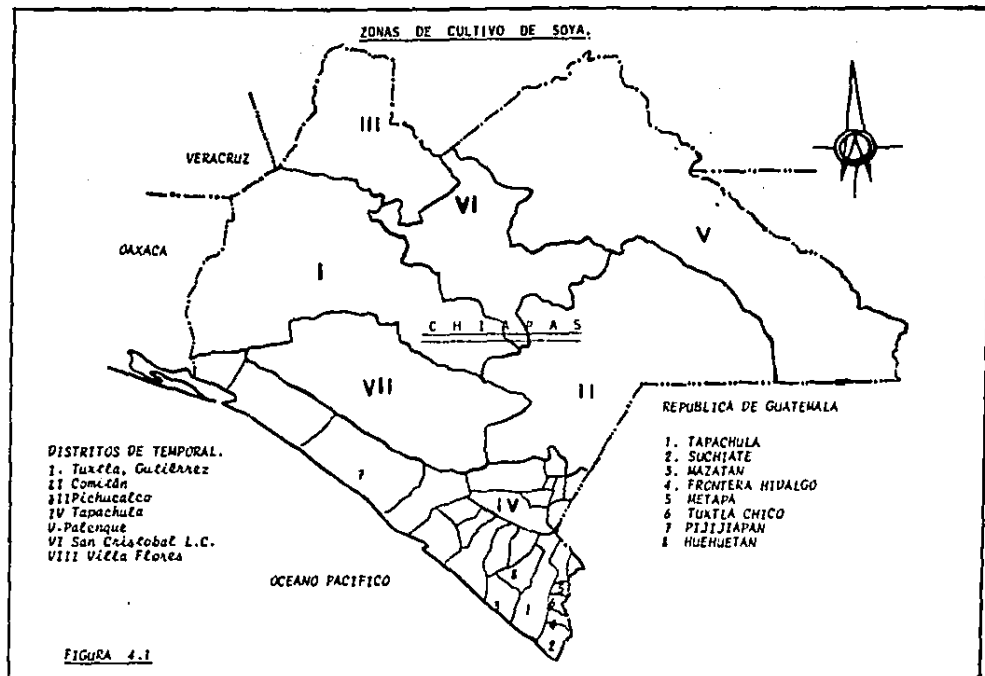 ZONAS DE CULTIVO DE SOYA.
III
VERACRUZ
VI
V
OAXACA
I
C H I A P A S
VII
II
REPUBLICA DE GUATEMALA
1. TAPACHULA
2. SUCHIATE
3. MAZATAN
4. FRONTERA HIDALGO
5 METAPA
6 TUXTLA CHICO
7 PIJIJIAPAN
8 HUEHUETAN
DISTRITOS DE TEMPORAL.
I. Tuxtla, Gutiérrez
II Comitán
III Pichucalco
IV Tapachula
V. Palenque
VI San Cristobal L.C.
VIII Villa Flores
7
IV
8
3
1
5
6
4
2
OCEANO PACIFICO
FIGURA 4.1